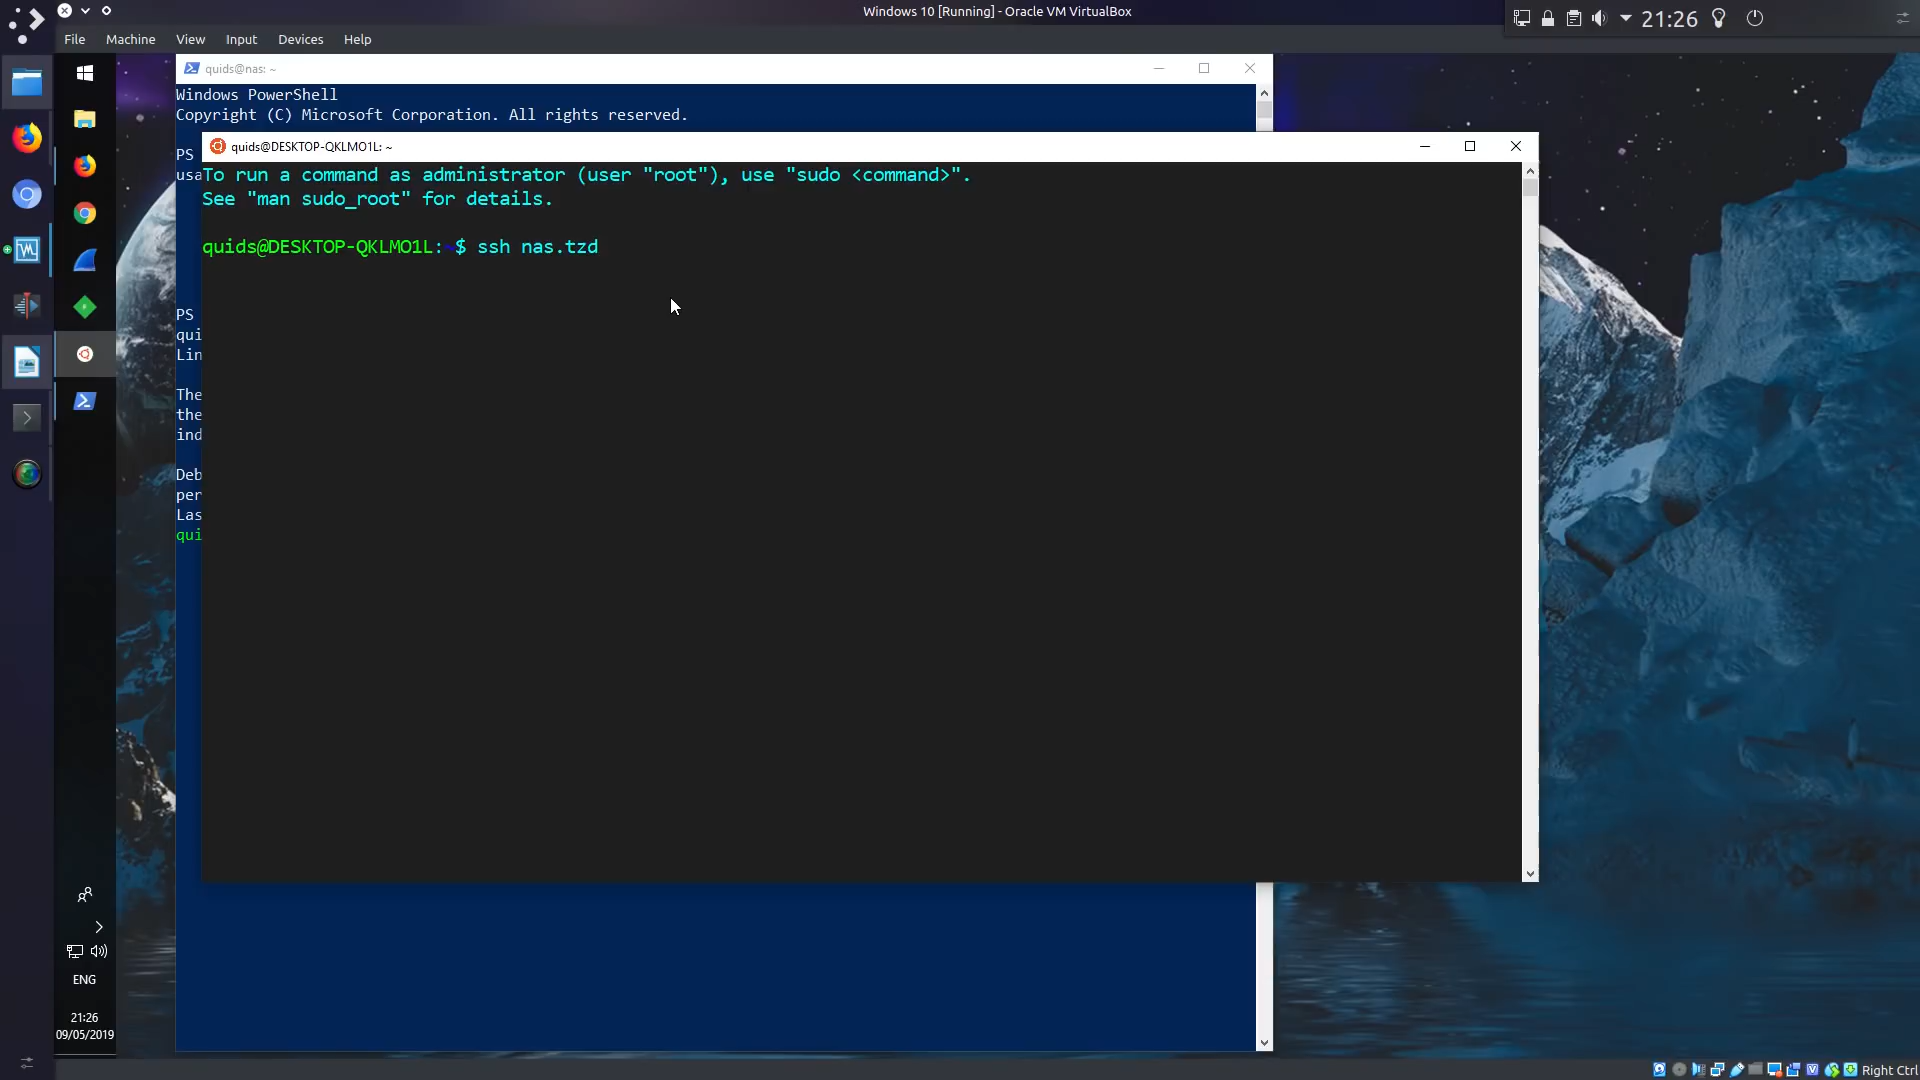 Windows 10 [Running] - Oracle VM VirtualBox
21:26
File Machine View Input Devices Help
quids@nas: ~
Windows PowerShell
Copyright (C) Microsoft Corporation. All rights reserved.
PS
usa
quids@DESKTOP-QKLMO1L: ~
To run a command as administrator (user "root"), use "sudo <command>".
See "man sudo_root" for details.
quids@DESKTOP-QKLMO1L:~$ ssh nas.tzd
PS
qui
Lin
The
the
ind
Deb
per
Las
qui
ENG
21:26
09/05/2019
Right Ctrl